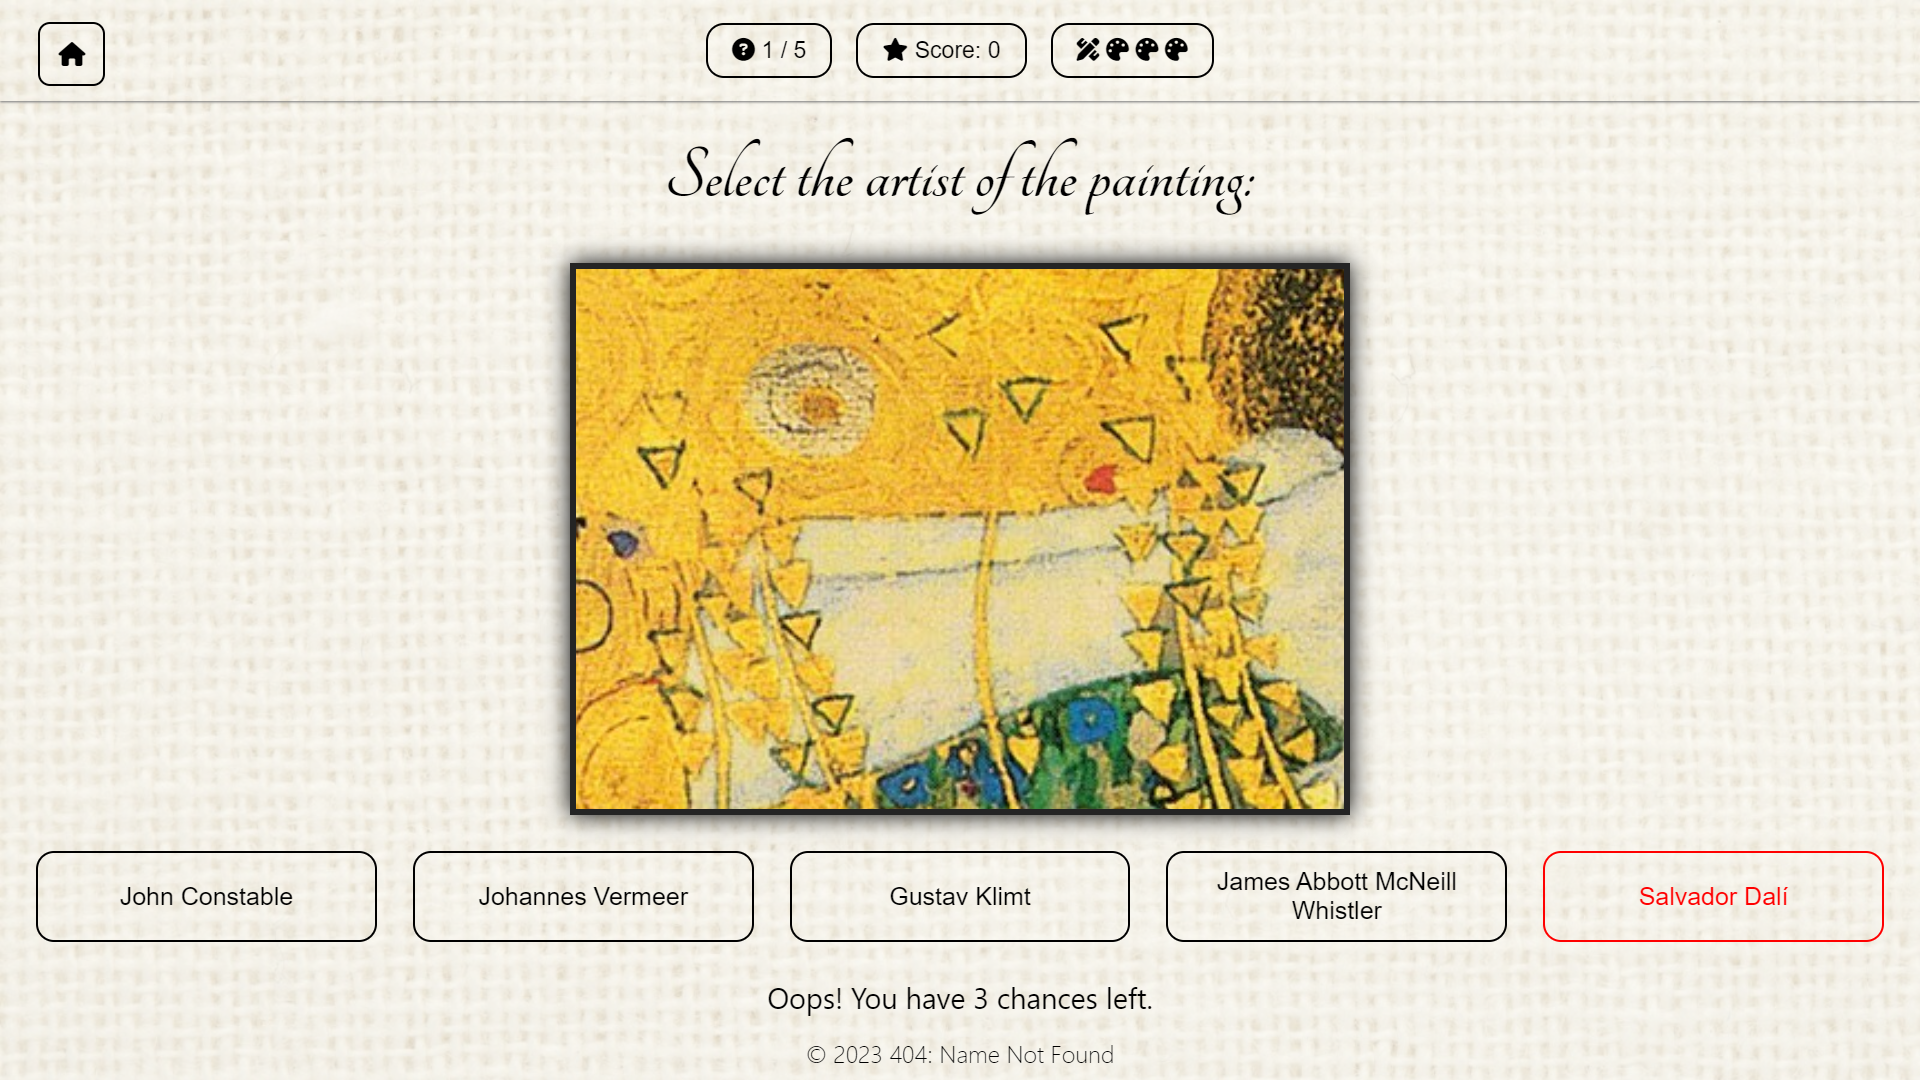 1 / 5
Score: 0
Select the artist of the painting:
John Constable
Johannes Vermeer
Gustav Klimt
James Abbott McNeill
Whistler
Salvador Dalí
Oops! You have 3 chances left.
© 2023 404: Name Not Found